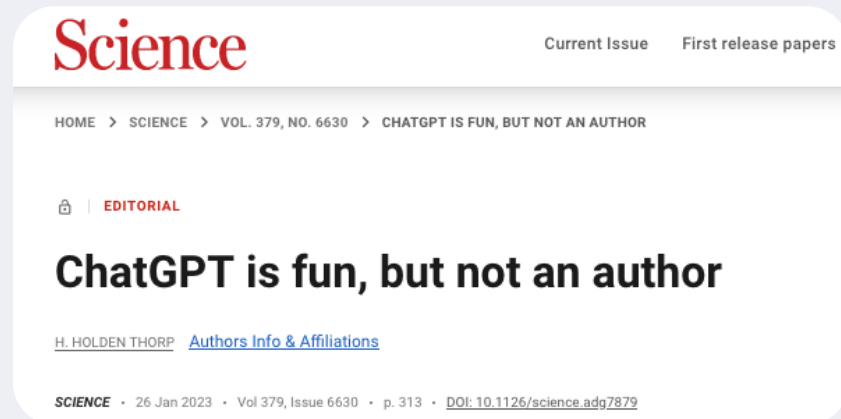 Science
Current Issue First release papers
HOME > SCIENCE > VOL. 379, NO. 6630 > CHATGPT IS FUN, BUT NOT AN AUTHOR
EDITORIAL
ChatGPT is fun, but not an author
H. HOLDEN THORP Authors Info & Affiliations
SCIENCE • 26 Jan 2023 • Vol 379, Issue 6630 • p. 313 • DOI: 10.1126/science.adg7879